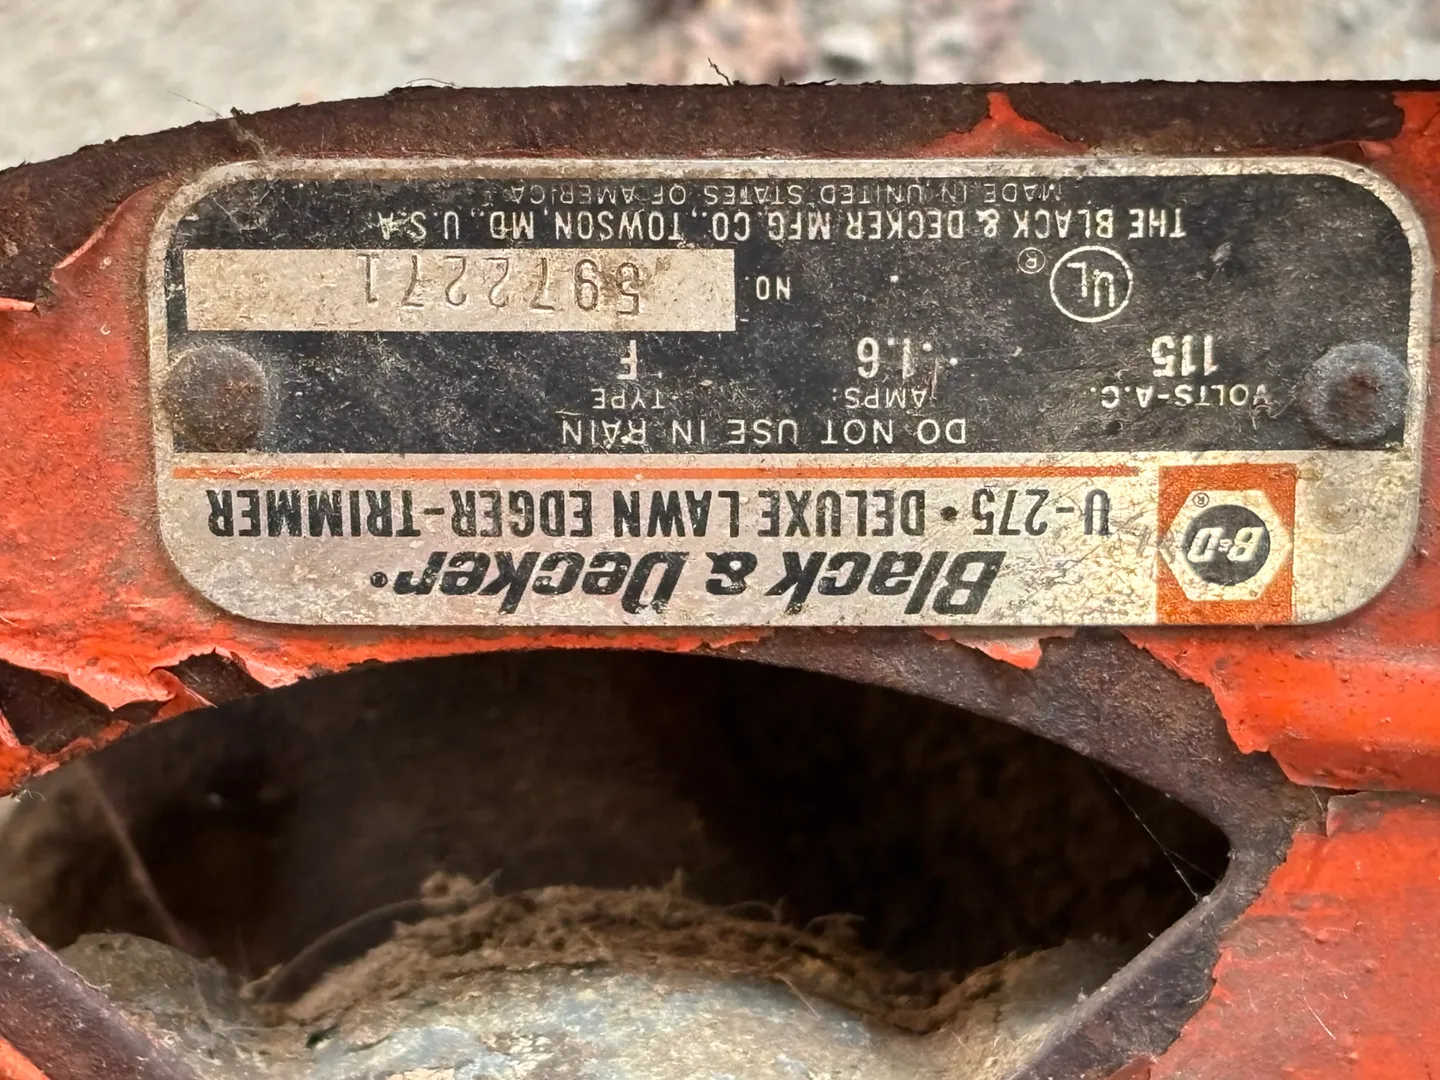 B&D ®
Black & Decker®
U-275 • DELUXE LAWN EDGER-TRIMMER
DO NOT USE IN RAIN
VOLTS-A.C. AMPS. TYPE
115 1.6 F
UL ® NO. 5972271
THE BLACK & DECKER MFG. CO., TOWSON, MD., U.S.A.
MADE IN UNITED STATES OF AMERICA